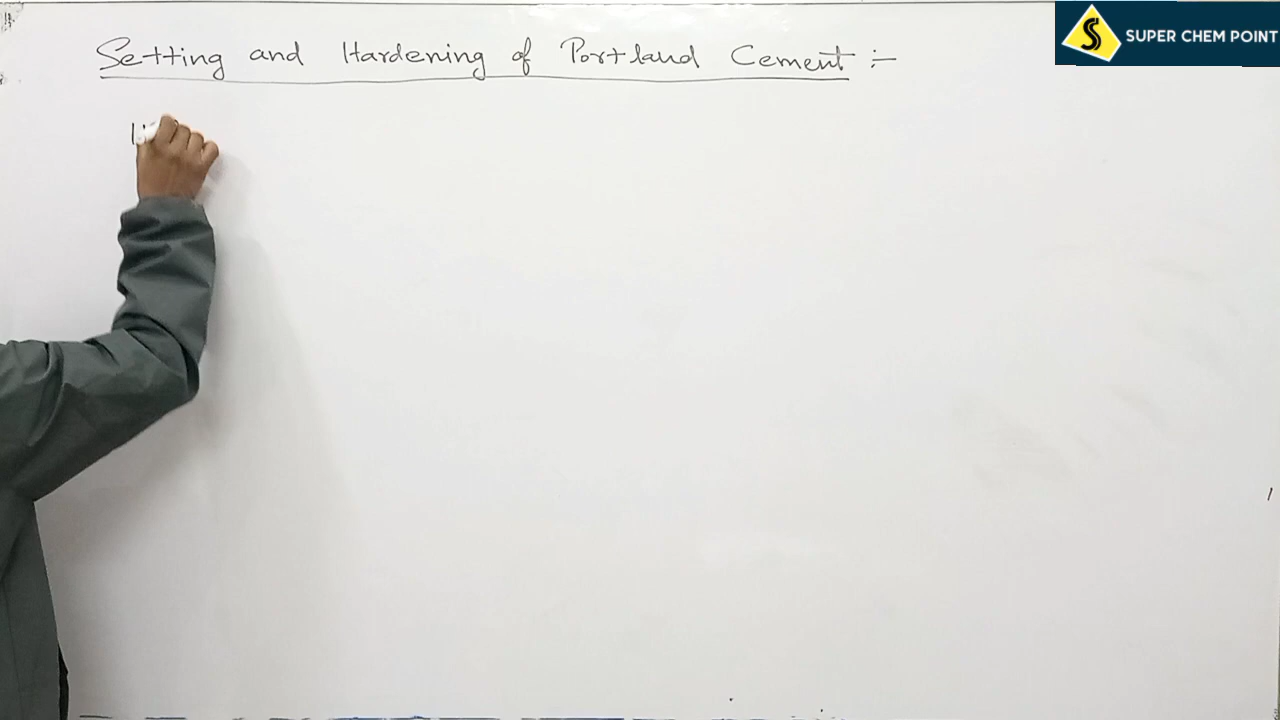 SUPER CHEM POINT
Setting and Hardening of Portland Cement :-